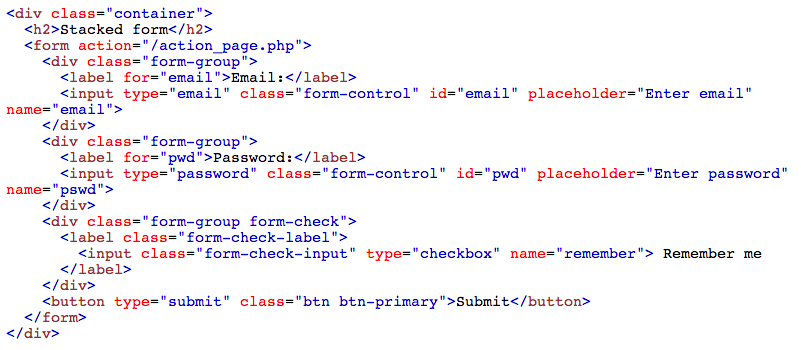 <div class="container">
  <h2>Stacked form</h2>
  <form action="/action_page.php">
    <div class="form-group">
      <label for="email">Email:</label>
      <input type="email" class="form-control" id="email" placeholder="Enter email"
name="email">
    </div>
    <div class="form-group">
      <label for="pwd">Password:</label>
      <input type="password" class="form-control" id="pwd" placeholder="Enter password"
name="pswd">
    </div>
    <div class="form-group form-check">
      <label class="form-check-label">
        <input class="form-check-input" type="checkbox" name="remember"> Remember me
      </label>
    </div>
    <button type="submit" class="btn btn-primary">Submit</button>
  </form>
</div>